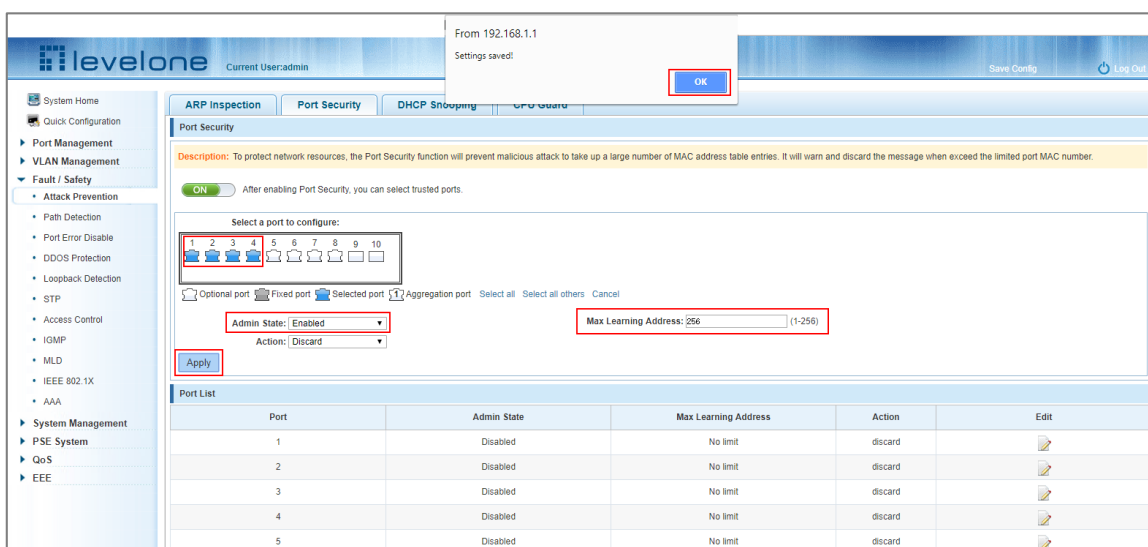 From 192.168.1.1
Settings saved!
OK
levelone
Current User:admin
Save Config
Log Out
System Home
Quick Configuration
Port Management
VLAN Management
Fault / Safety
Attack Prevention
Path Detection
Port Error Disable
DDOS Protection
Loopback Detection
STP
Access Control
IGMP
MLD
IEEE 802.1X
AAA
System Management
PSE System
QoS
EEE
ARP Inspection Port Security DHCP Snooping CPU Guard
Port Security
Description: To protect network resources, the Port Security function will prevent malicious attack to take up a large number of MAC address table entries. It will warn and discard the message when exceed the limited port MAC number.
ON After enabling Port Security, you can select trusted ports.
Select a port to configure:
1 2 3 4 5 6 7 8 9 10
Optional port Fixed port Selected port 1 Aggregation port Select all Select all others Cancel
Admin State: Enabled Max Learning Address: 256 (1-256)
Action: Discard
Apply
Port List
Port Admin State Max Learning Address Action Edit
1 Disabled No limit discard
2 Disabled No limit discard
3 Disabled No limit discard
4 Disabled No limit discard
5 Disabled No limit discard